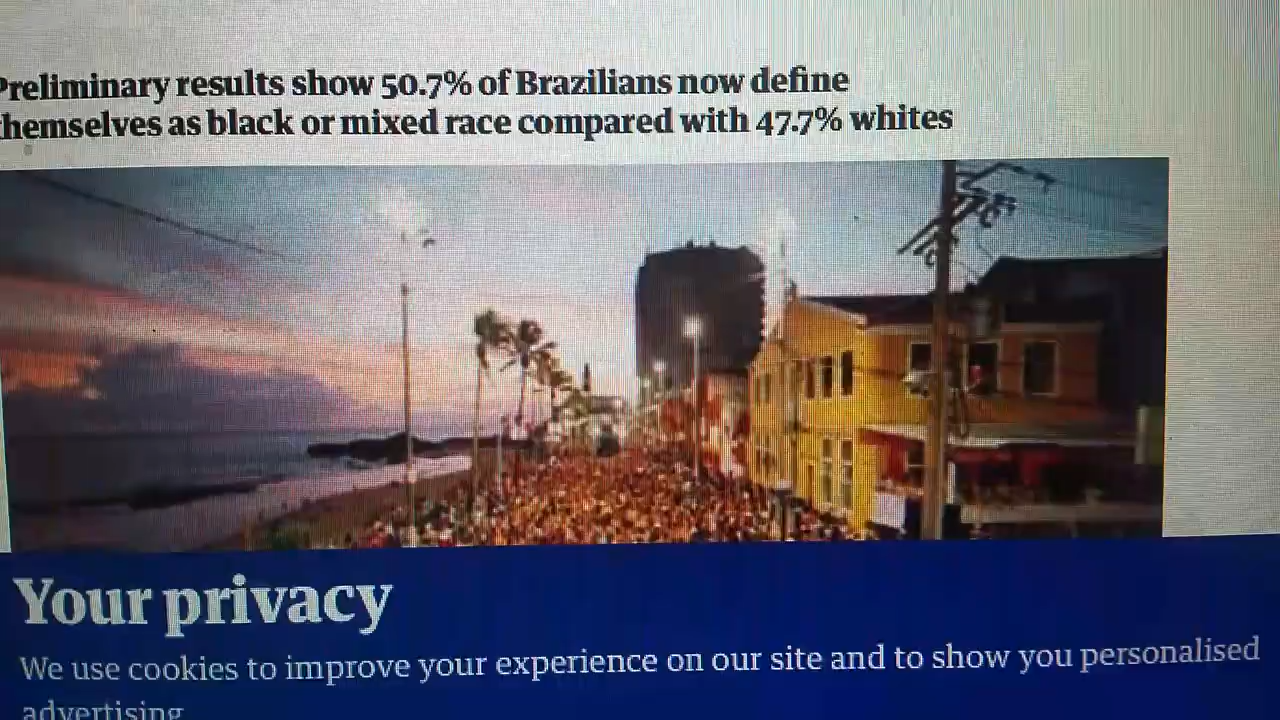 Preliminary results show 50.7% of Brazilians now define
themselves as black or mixed race compared with 47.7% whites
Your privacy
We use cookies to improve your experience on our site and to show you personalised
advertising